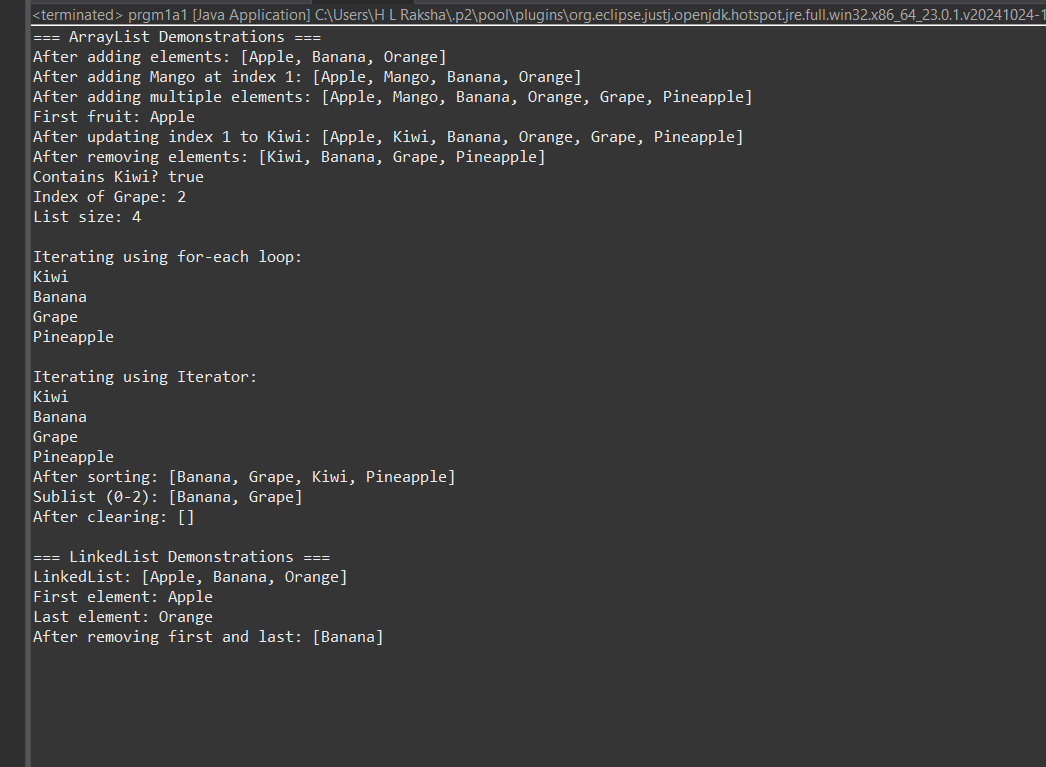 <terminated> prgm1a1 [Java Application] C:\Users\H L Raksha\.p2\pool\plugins\org.eclipse.justj.openjdk.hotspot.jre.full.win32.x86_64_23.0.1.v20241024-1
=== ArrayList Demonstrations ===
After adding elements: [Apple, Banana, Orange]
After adding Mango at index 1: [Apple, Mango, Banana, Orange]
After adding multiple elements: [Apple, Mango, Banana, Orange, Grape, Pineapple]
First fruit: Apple
After updating index 1 to Kiwi: [Apple, Kiwi, Banana, Orange, Grape, Pineapple]
After removing elements: [Kiwi, Banana, Grape, Pineapple]
Contains Kiwi? true
Index of Grape: 2
List size: 4

Iterating using for-each loop:
Kiwi
Banana
Grape
Pineapple

Iterating using Iterator:
Kiwi
Banana
Grape
Pineapple
After sorting: [Banana, Grape, Kiwi, Pineapple]
Sublist (0-2): [Banana, Grape]
After clearing: []

=== LinkedList Demonstrations ===
LinkedList: [Apple, Banana, Orange]
First element: Apple
Last element: Orange
After removing first and last: [Banana]